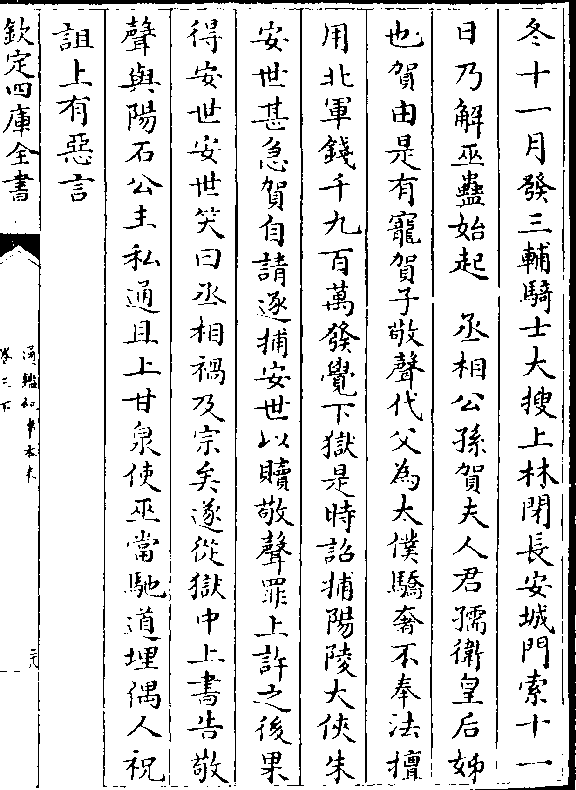 冬十一月發三輔騎士大搜上林閉長安城門索十一
日乃解巫蠱始起　丞相公孫賀夫人君孺衛皇后姊
也賀由是有寵賀子敬聲代父為太僕驕奢不奉法擅
用北軍錢千九百萬發覺下獄是時詔捕陽陵大俠朱
安世甚急賀自請逐捕安世以贖敬聲罪上許之後果
得安世安世笑曰丞相禍及宗矣遂從獄中上書告敬
聲與陽石公主私通且上甘泉使巫當馳道埋偶人祝
詛上有惡言
欽定四庫全書
通鑑紀事本末
卷三下